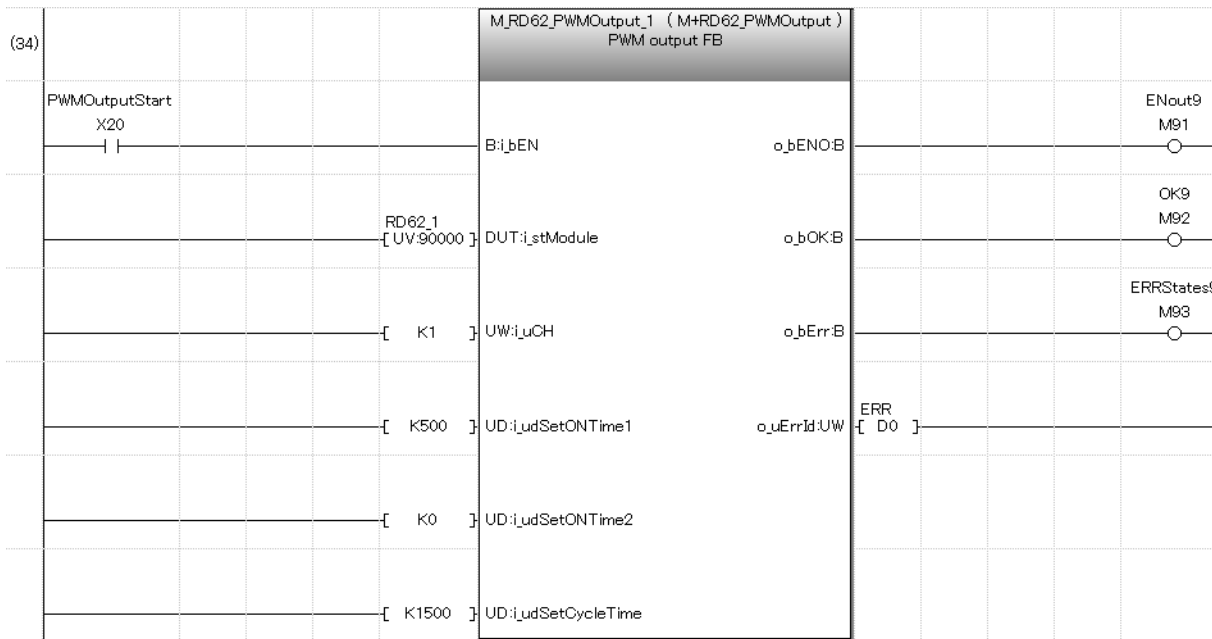 M_RD62_PWMOutput_1 ( M+RD62_PWMOutput )
PWM output FB
(34)
PWMOutputStart
X20
B:i_bEN
o_bENO:B
ENout9
M91
RD62_1
[ UV:90000 ]
DUT:i_stModule
o_bOK:B
OK9
M92
[ K1 ]
UW:i_uCH
o_bErr:B
ERRStates9
M93
[ K500 ]
UD:i_udSetONTime1
o_uErrId:UW
ERR
[ D0 ]
[ K0 ]
UD:i_udSetONTime2
[ K1500 ]
UD:i_udSetCycleTime